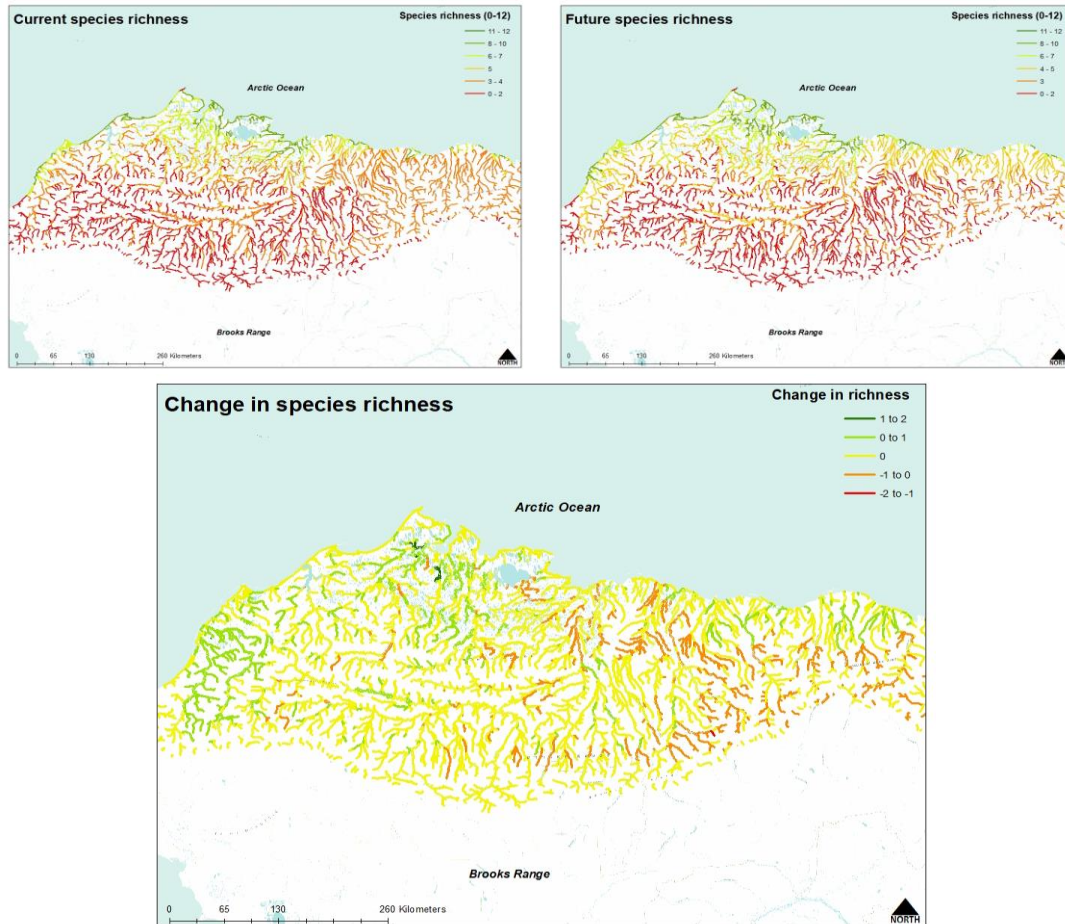 Current species richness
Species richness (0-12)
11 - 12
8 - 10
6 - 7
5
3 - 4
0 - 2
Arctic Ocean
Brooks Range
0 65 130 260 Kilometers
NORTH
Future species richness
Species richness (0-12)
11 - 12
8 - 10
6 - 7
4 - 5
3
0 - 2
Arctic Ocean
Brooks Range
0 65 130 260 Kilometers
NORTH
Change in species richness
Change in richness
1 to 2
0 to 1
0
-1 to 0
-2 to -1
Arctic Ocean
Brooks Range
0 65 130 260 Kilometers
NORTH